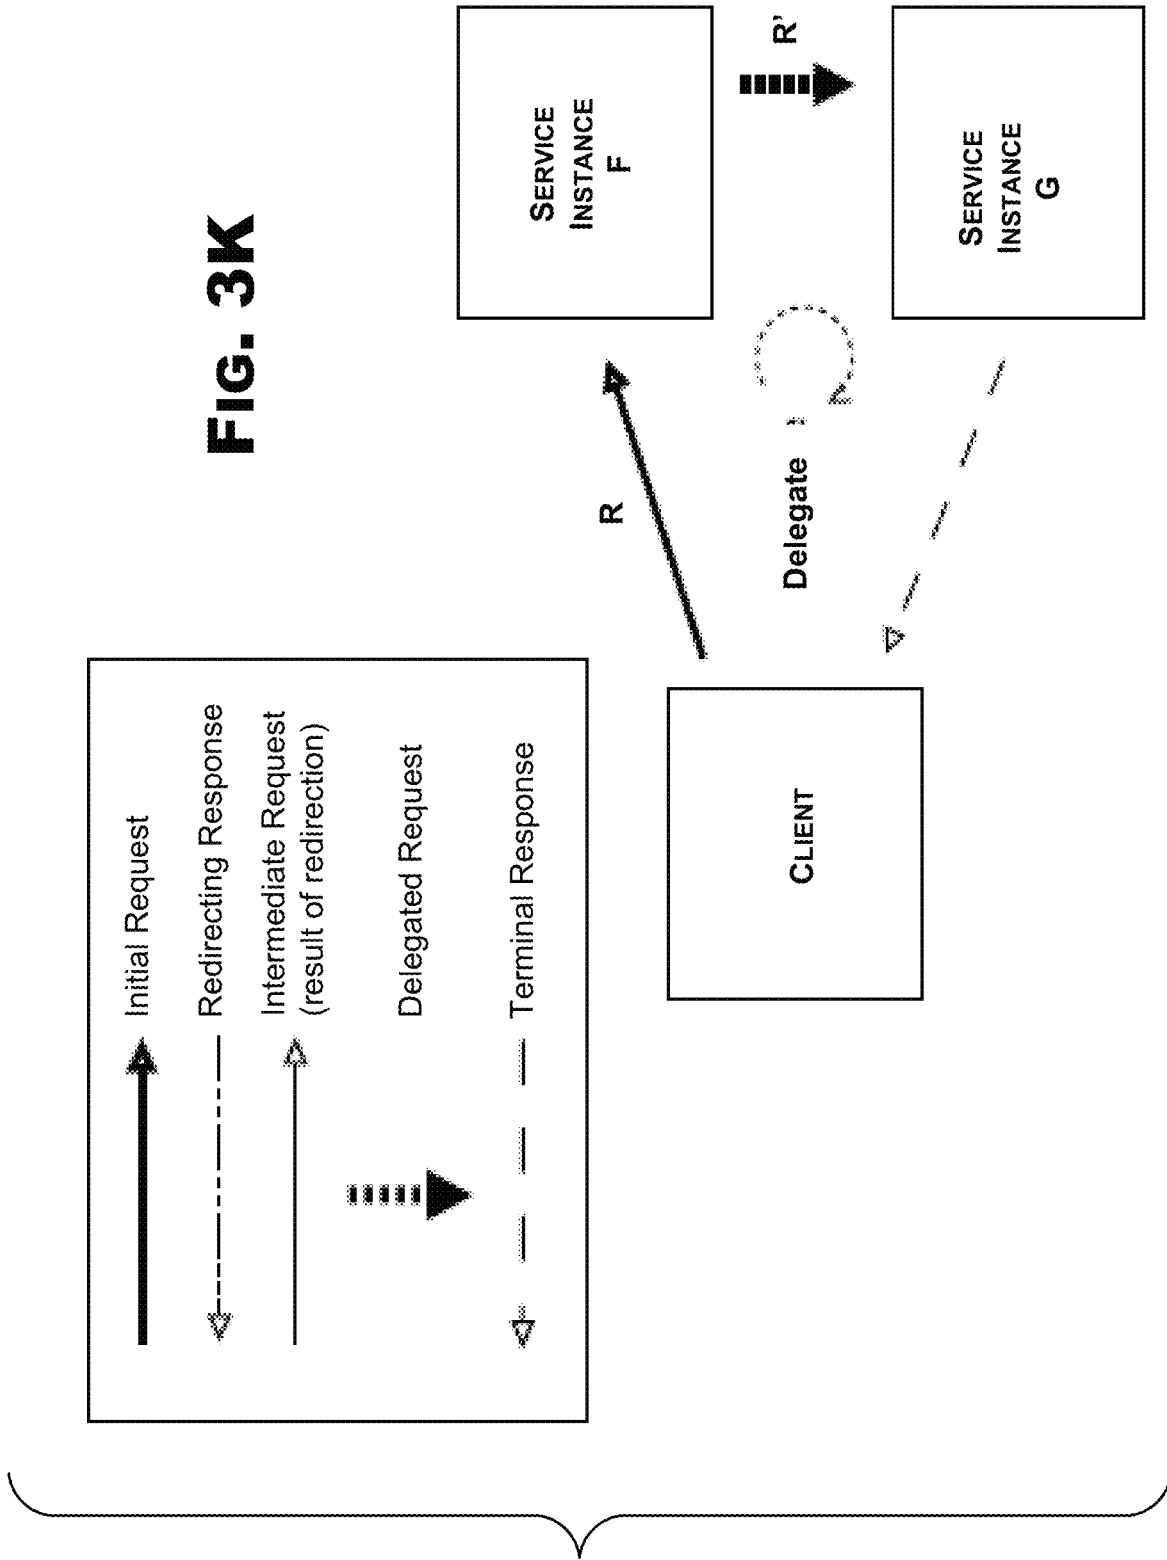 Initial Request
Redirecting Response
Intermediate Request
(result of redirection)
Delegated Request
Terminal Response
FIG. 3K
CLIENT
R
Delegate
SERVICE
INSTANCE
F
R'
SERVICE
INSTANCE
G